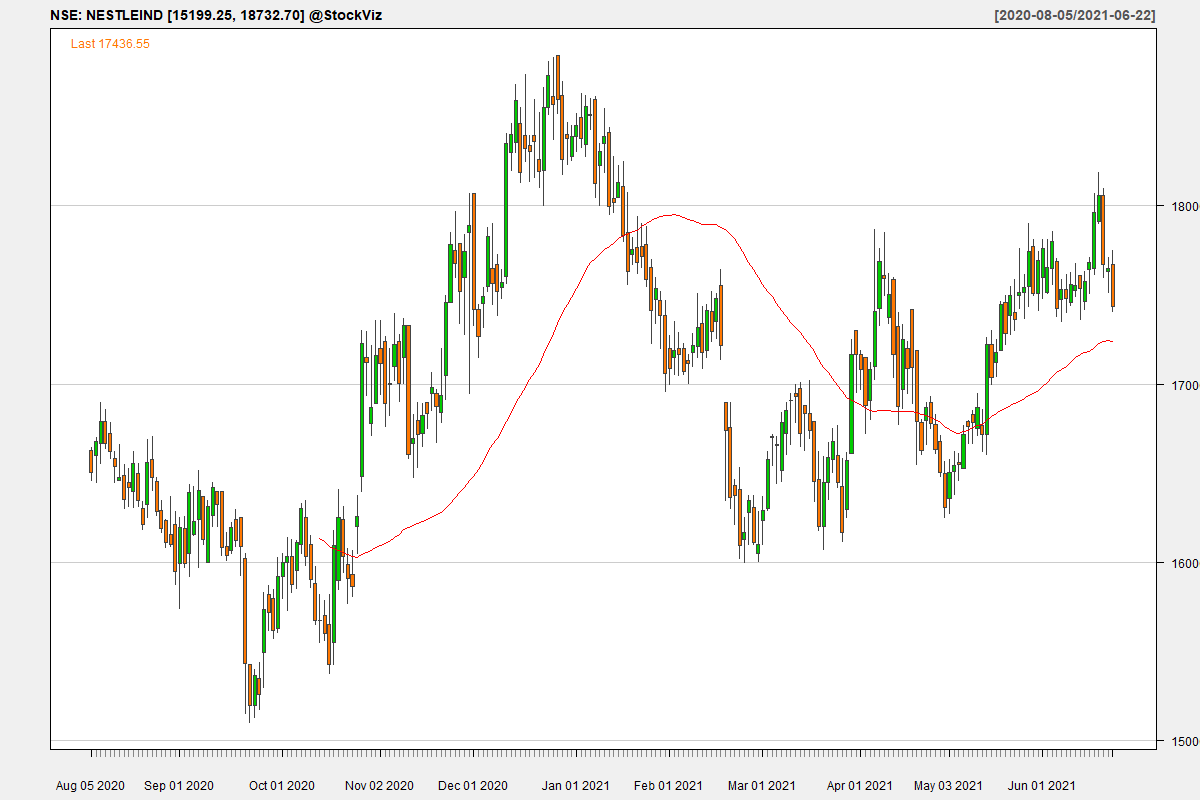 NSE: NESTLEIND [15199.25, 18732.70] @StockViz [2020-08-05/2021-06-22]
Last 17436.55
1800
1700
1600
1500
Aug 05 2020 Sep 01 2020 Oct 01 2020 Nov 02 2020 Dec 01 2020 Jan 01 2021 Feb 01 2021 Mar 01 2021 Apr 01 2021 May 03 2021 Jun 01 2021